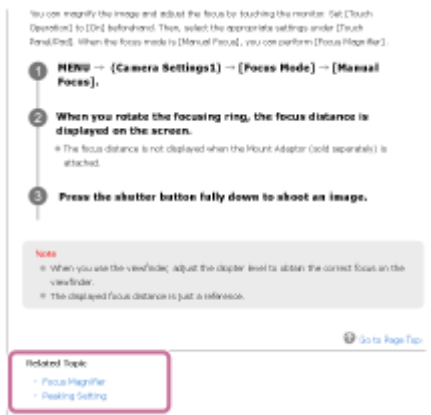 You can magnify the image and adjust the focus by touching the monitor. Set [Touch
Operation] to [On] beforehand. Then, select the appropriate settings under [Touch
Panel/Pad]. When the focus mode is [Manual Focus], you can perform [Focus Magnifier].
1 MENU → (Camera Settings1) → [Focus Mode] → [Manual
Focus].
2 When you rotate the focusing ring, the focus distance is
displayed on the screen.
The focus distance is not displayed when the Mount Adaptor (sold separately) is
attached.
3 Press the shutter button fully down to shoot an image.
Note
When you use the viewfinder, adjust the diopter level to obtain the correct focus on the
viewfinder.
The displayed focus distance is just a reference.
Go to Page Top
Related Topic
Focus Magnifier
Peaking Setting